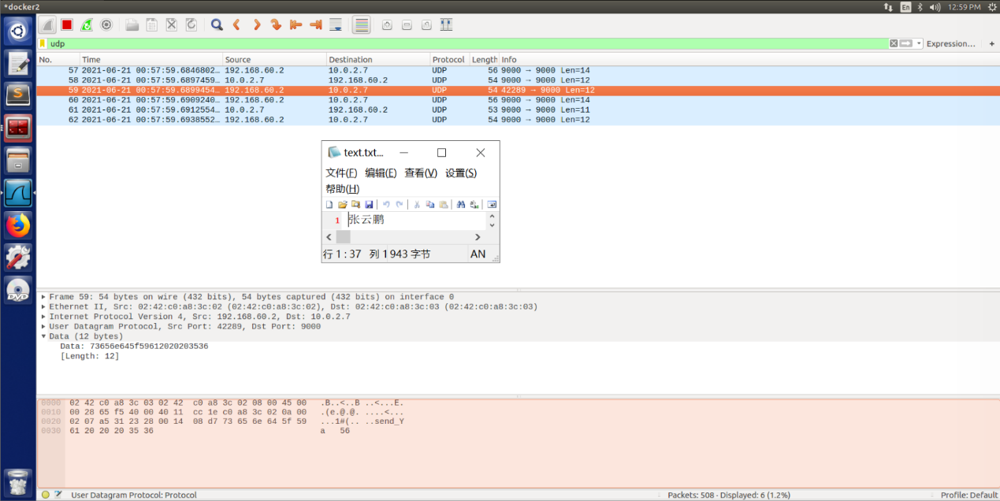 *docker2
En
12:59 PM
udp
Expression…
+
No. Time Source Destination Protocol Length Info
57 2021-06-21 00:57:59.6846802… 192.168.60.2 10.0.2.7 UDP 56 9000 → 9000 Len=14
58 2021-06-21 00:57:59.6897459… 10.0.2.7 192.168.60.2 UDP 54 9000 → 9000 Len=12
59 2021-06-21 00:57:59.6899454… 192.168.60.2 10.0.2.7 UDP 54 42289 → 9000 Len=12
60 2021-06-21 00:57:59.6909240… 192.168.60.2 10.0.2.7 UDP 56 9000 → 9000 Len=14
61 2021-06-21 00:57:59.6912554… 10.0.2.7 192.168.60.2 UDP 53 9000 → 9000 Len=11
62 2021-06-21 00:57:59.6938552… 192.168.60.2 10.0.2.7 UDP 54 9000 → 9000 Len=12
text.txt...
文件(F) 编辑(E) 查看(V) 设置(S)
帮助(H)
1 张云鹏
行 1 : 37 列 1 943 字节 AN
Frame 59: 54 bytes on wire (432 bits), 54 bytes captured (432 bits) on interface 0
Ethernet II, Src: 02:42:c0:a8:3c:02 (02:42:c0:a8:3c:02), Dst: 02:42:c0:a8:3c:03 (02:42:c0:a8:3c:03)
Internet Protocol Version 4, Src: 192.168.60.2, Dst: 10.0.2.7
User Datagram Protocol, Src Port: 42289, Dst Port: 9000
Data (12 bytes)
Data: 73656e645f59612020203536
[Length: 12]
0000 02 42 c0 a8 3c 03 02 42 c0 a8 3c 02 08 00 45 00 .B..<..B ..<...E.
0010 00 28 65 f5 40 00 40 11 cc 1e c0 a8 3c 02 0a 00 .(e.@.@. ....<...
0020 02 07 a5 31 23 28 00 14 08 d7 73 65 6e 64 5f 59 ...1#(.. ..send_Y
0030 61 20 20 20 35 36 a   56
User Datagram Protocol: Protocol
Packets: 508 · Displayed: 6 (1.2%)
Profile: Default